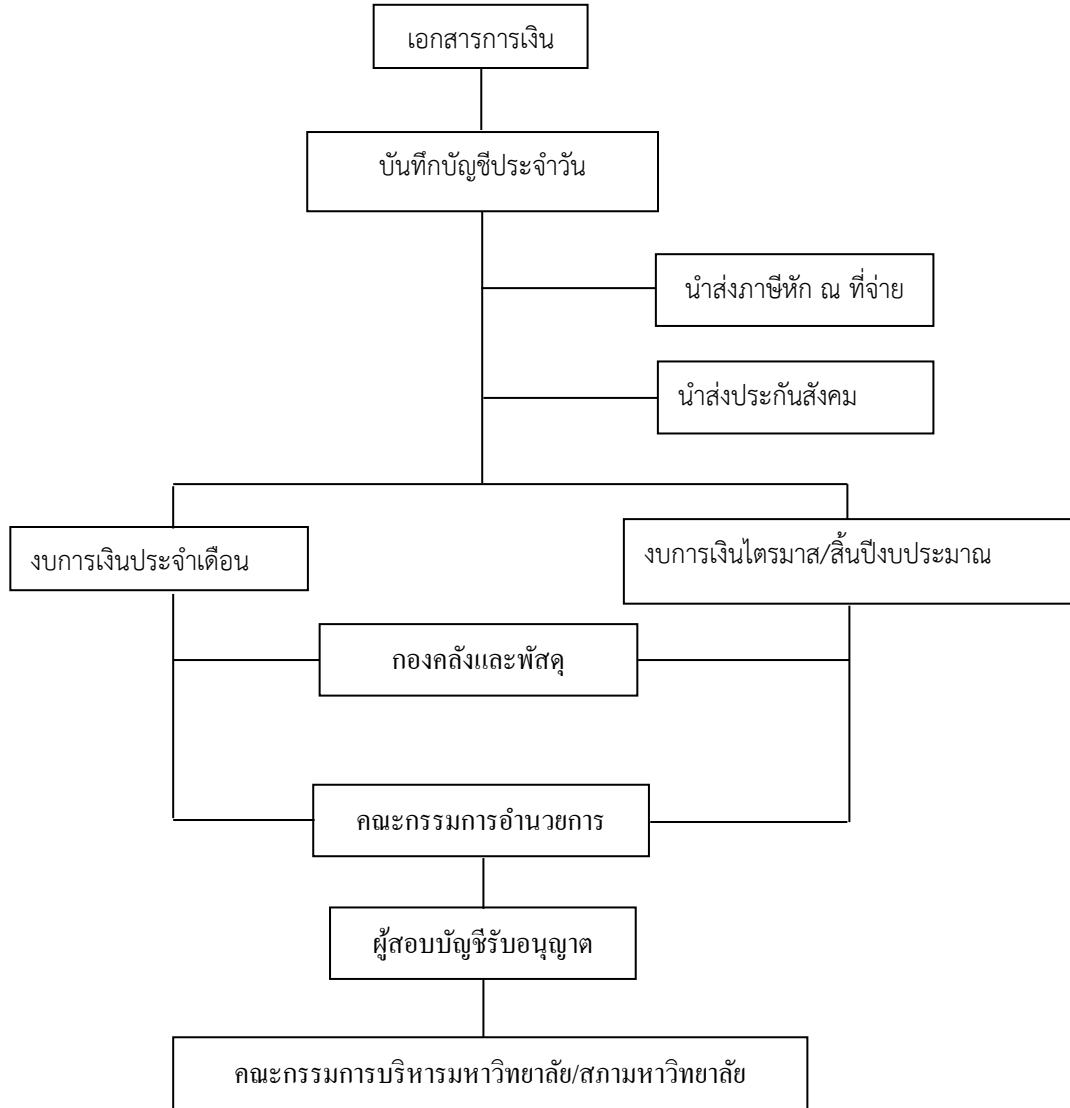 เอกสารการเงิน
บันทึกบัญชีประจำวัน
นำส่งภาษีหัก ณ ที่จ่าย
นำส่งประกันสังคม
งบการเงินประจำเดือน
งบการเงินไตรมาส/สิ้นปีงบประมาณ
กองคลังและพัสดุ
คณะกรรมการอำนวยการ
ผู้สอบบัญชีรับอนุญาต
คณะกรรมการบริหารมหาวิทยาลัย/สภามหาวิทยาลัย